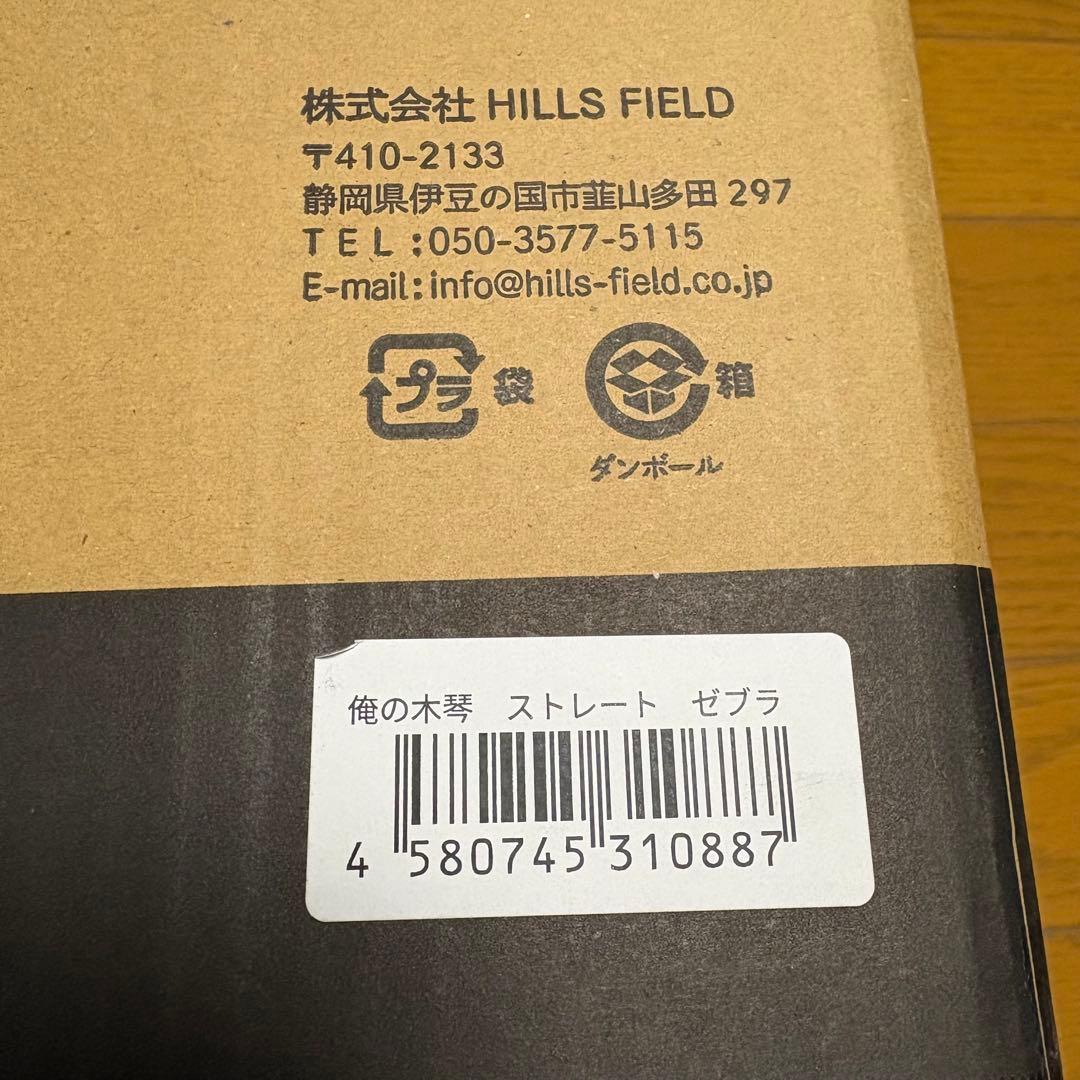 株式会社 HILLS FIELD
〒410-2133
静岡県伊豆の国市韮山多田 297
TEL:050-3577-5115
E-mail:info@hills-field.co.jp
プラ 袋 箱
ダンボール
俺の木琴 ストレート ゼブラ
4 580745 310887